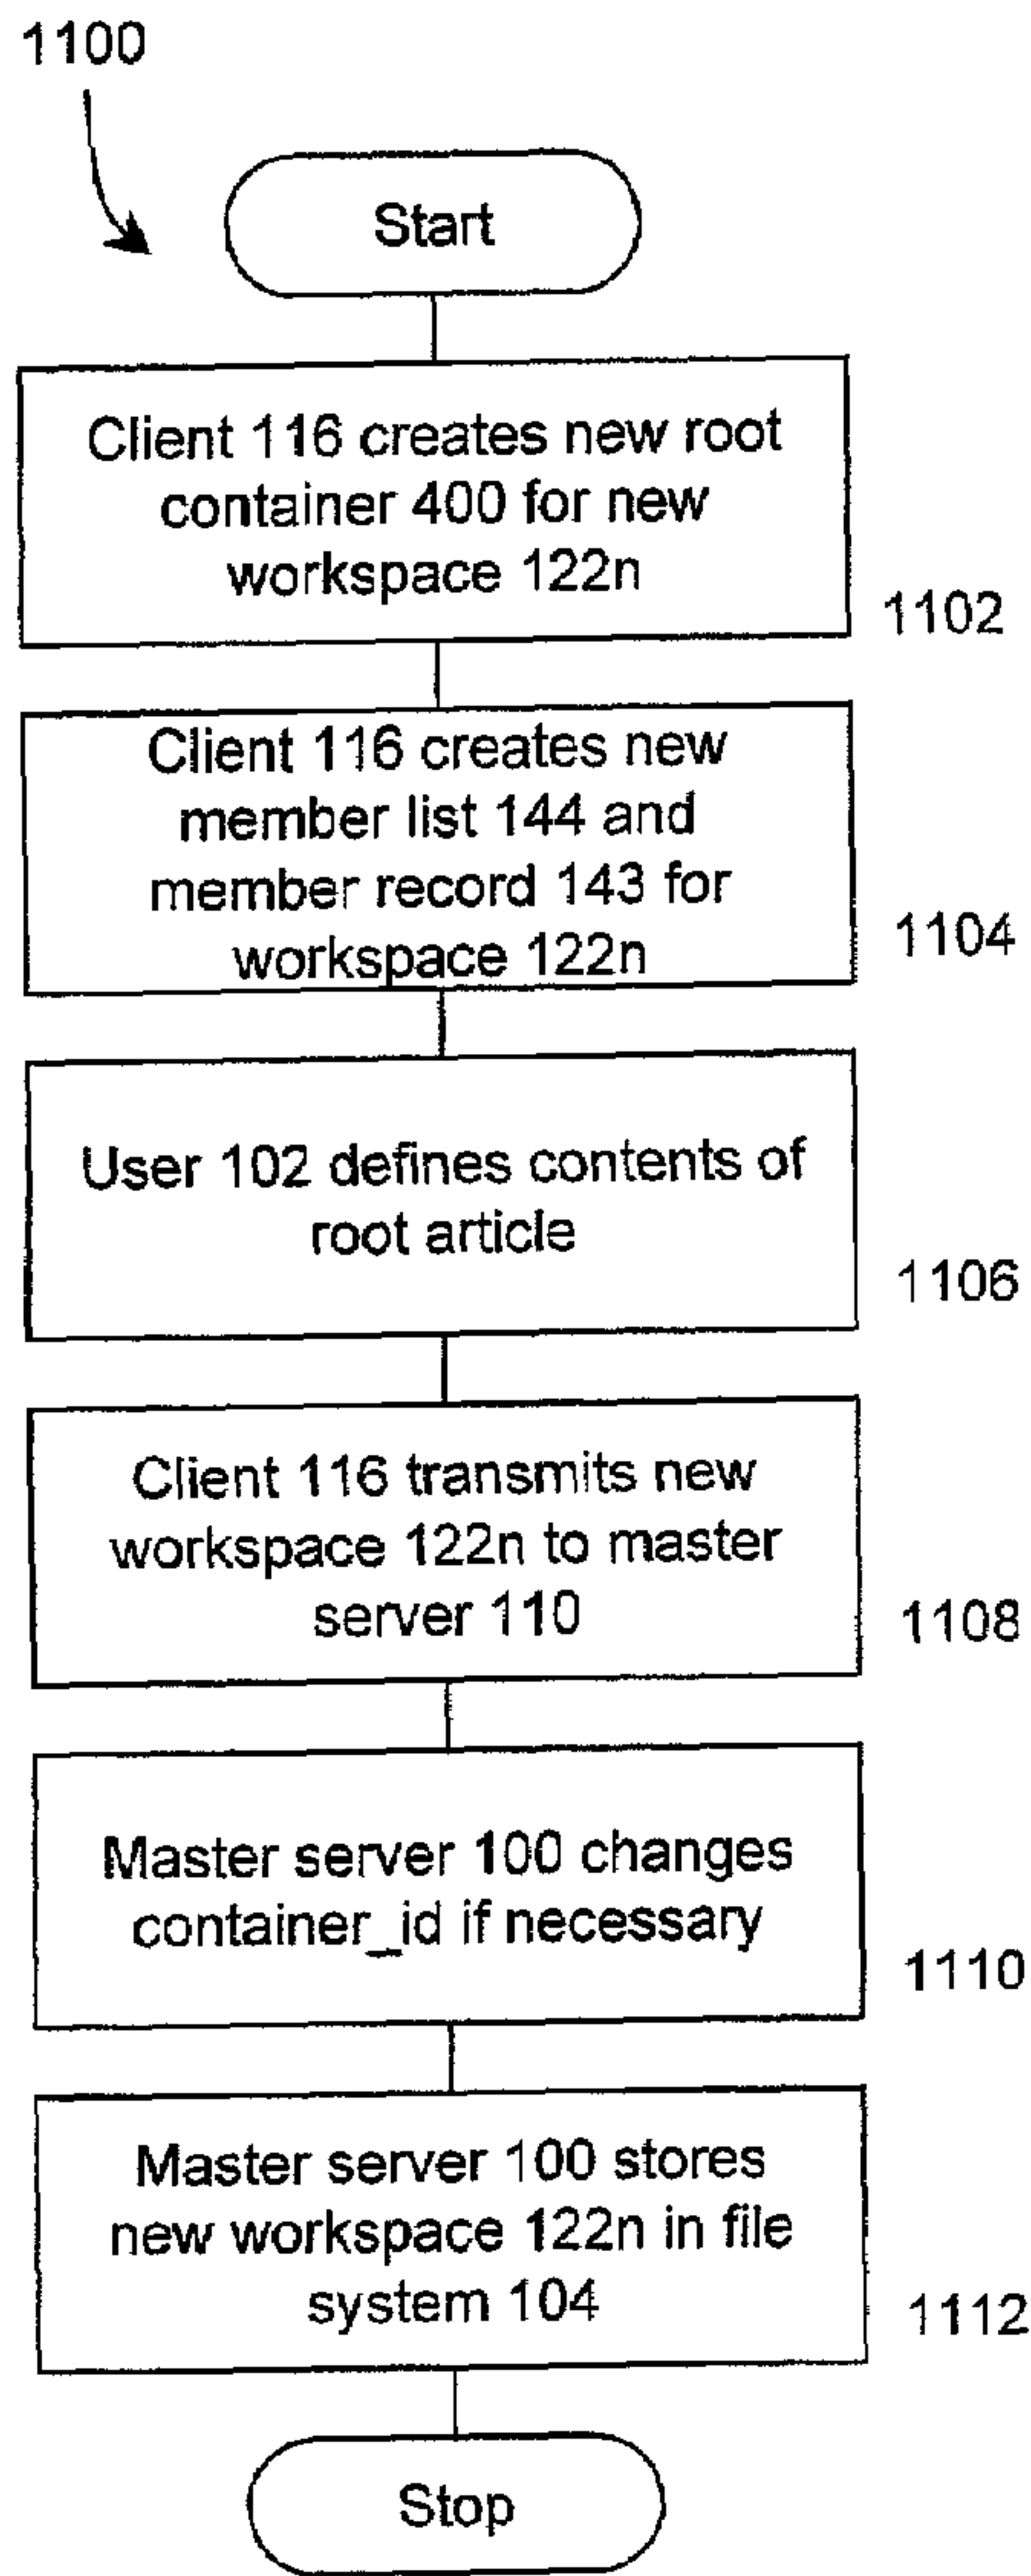 1100
Start
Client 116 creates new root
container 400 for new
workspace 122n
1102
Client 116 creates new
member list 144 and
member record 143 for
workspace 122n
1104
User 102 defines contents of
root article
1106
Client 116 transmits new
workspace 122n to master
server 110
1108
Master server 100 changes
container_id if necessary
1110
Master server 100 stores
new workspace 122n in file
system 104
1112
Stop